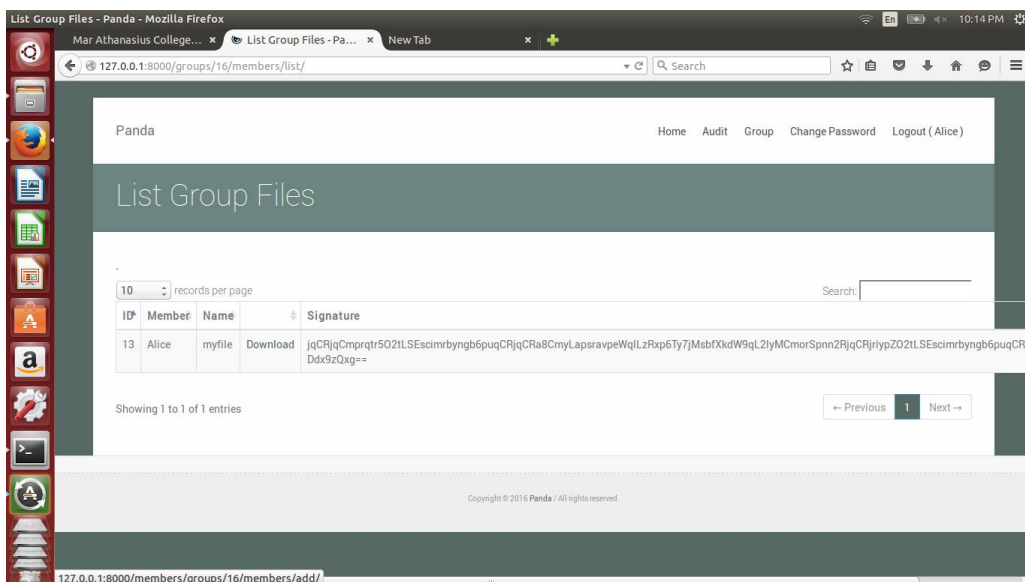 List Group Files - Panda - Mozilla Firefox
En 10:14 PM
Mar Athanasius College... × List Group Files - Pa... × New Tab ×
127.0.0.1:8000/groups/16/members/list/ Search
Panda Home Audit Group Change Password Logout ( Alice )
List Group Files
.
10 records per page Search:
ID Member Name Signature
13 Alice myfile Download
Ddx9zQxg==
Showing 1 to 1 of 1 entries ← Previous 1 Next →
Copyright © 2016 Panda / All rights reserved.
127.0.0.1:8000/members/groups/16/members/add/